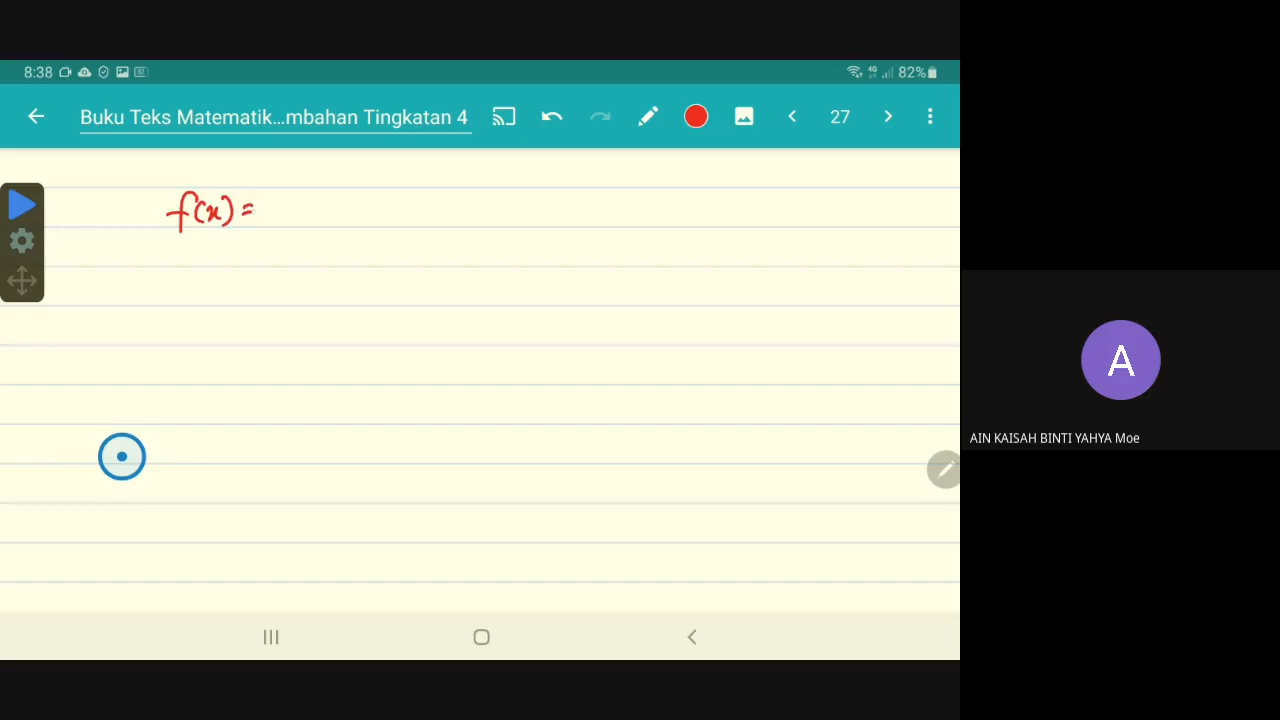 8:38
82%
Buku Teks Matematik...mbahan Tingkatan 4
27
f(x) =
A
AIN KAISAH BINTI YAHYA Moe